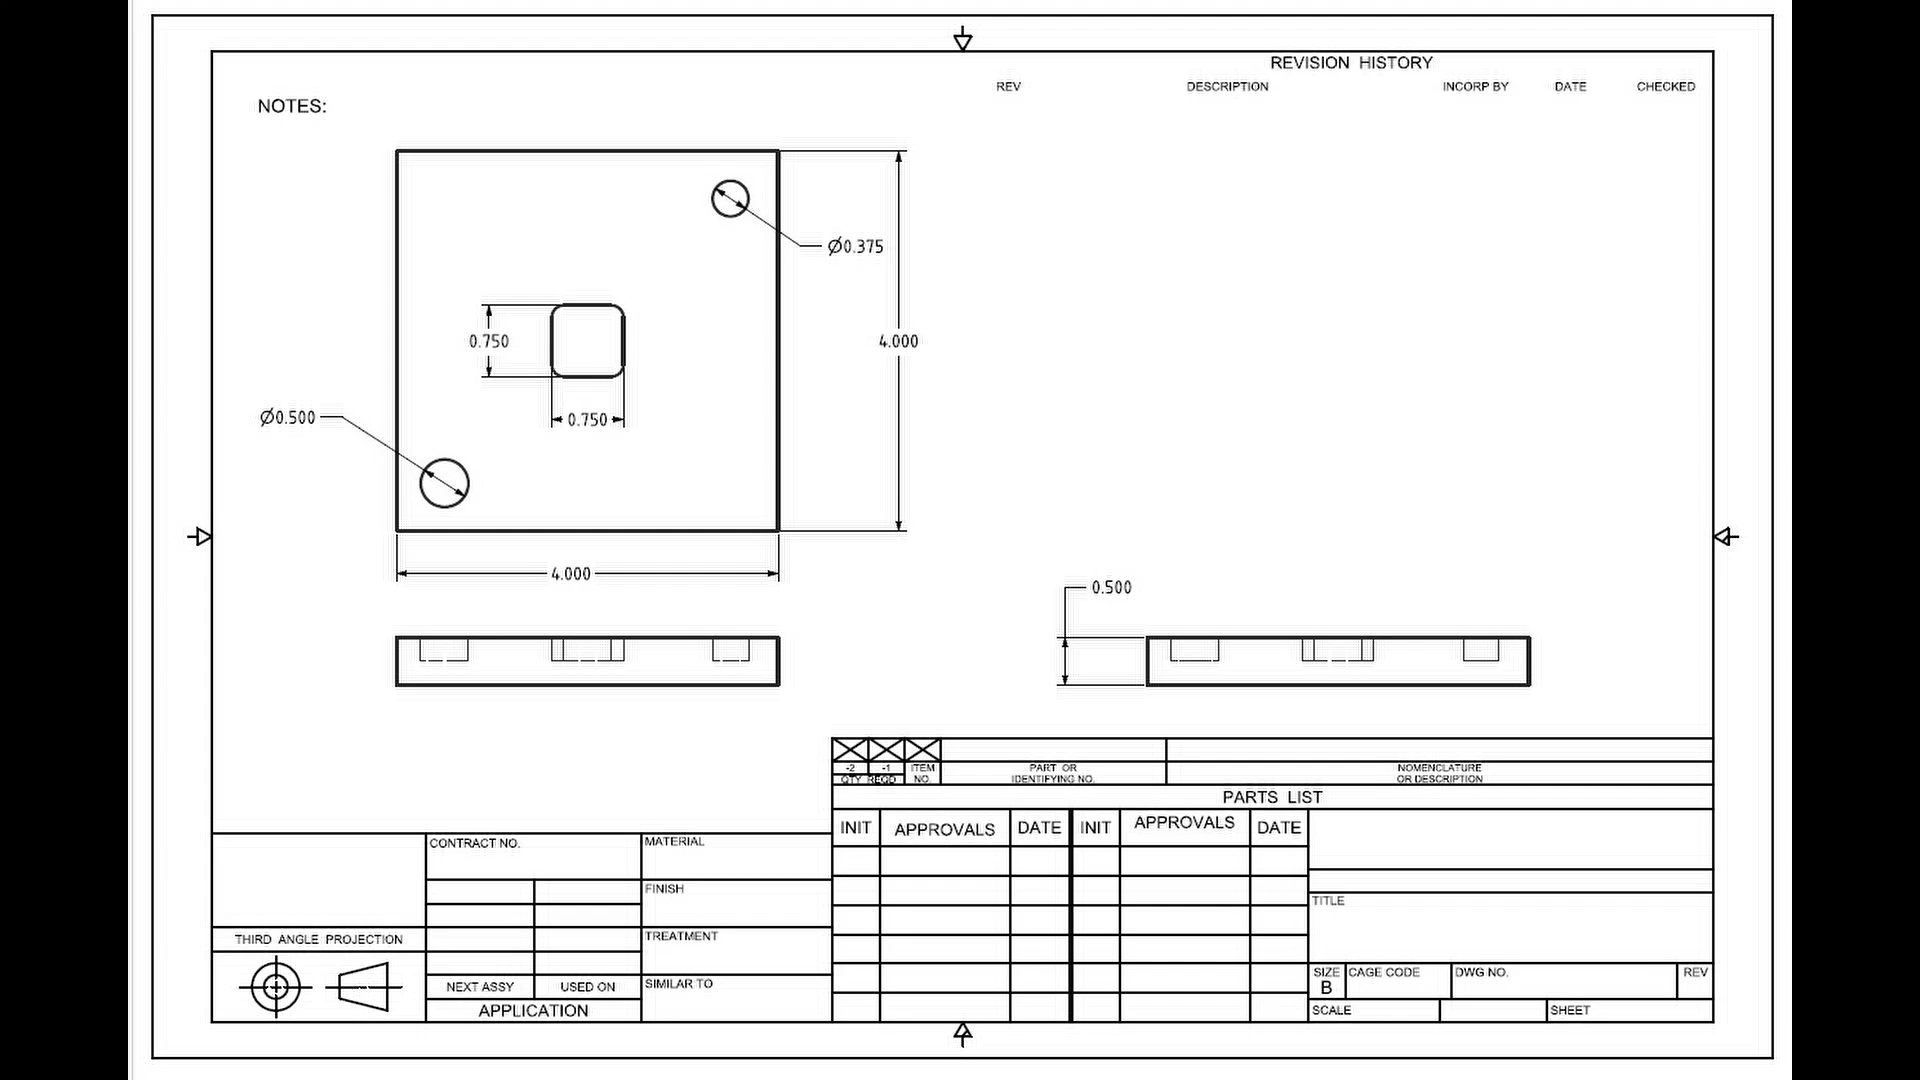 REVISION HISTORY
REV DESCRIPTION INCORP BY DATE CHECKED
NOTES:
Ø0.375
0.750
4.000
Ø0.500
0.750
4.000
0.500
-2 -1 ITEM NO. PART OR IDENTIFYING NO. NOMENCLATURE OR DESCRIPTION
QTY REQD
PARTS LIST
INIT APPROVALS DATE INIT APPROVALS DATE
CONTRACT NO. MATERIAL
FINISH
TITLE
THIRD ANGLE PROJECTION
TREATMENT
SIZE B CAGE CODE DWG NO. REV
NEXT ASSY USED ON SIMILAR TO
APPLICATION
SCALE SHEET